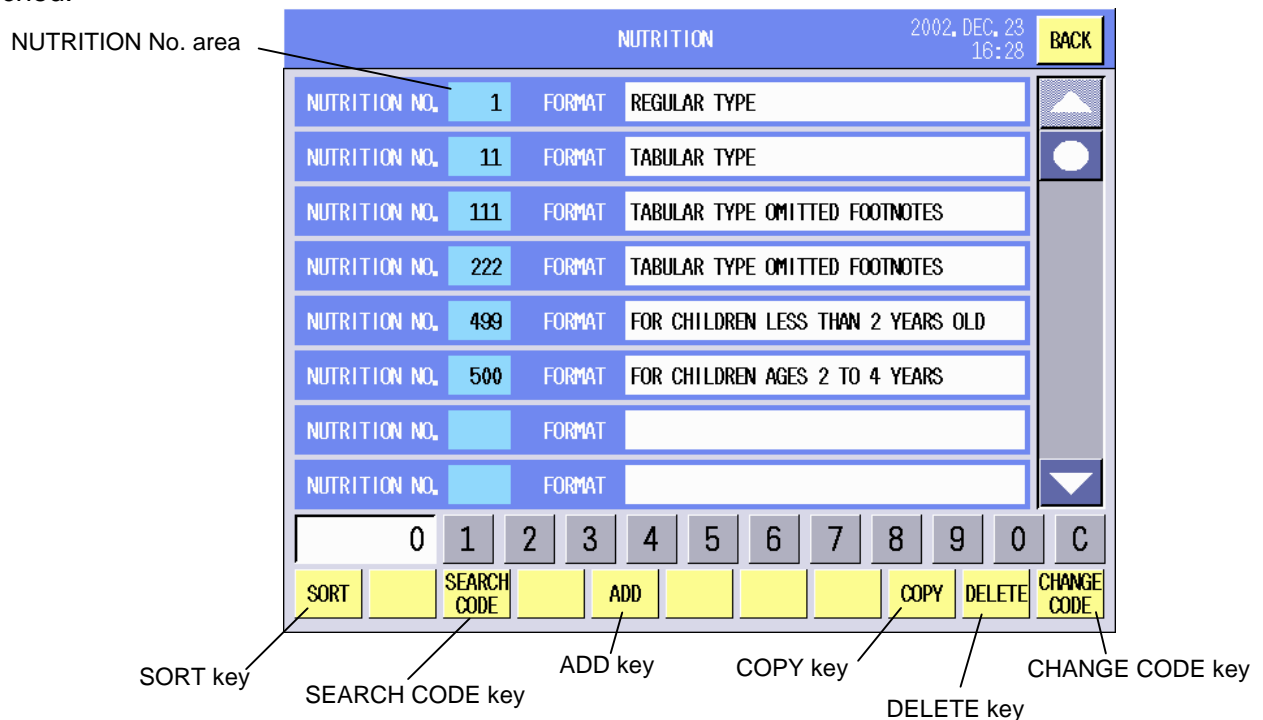 NUTRITION No. area
NUTRITION
2002. DEC. 23
16:28
BACK
NUTRITION NO. 1 FORMAT REGULAR TYPE
NUTRITION NO. 11 FORMAT TABULAR TYPE
NUTRITION NO. 111 FORMAT TABULAR TYPE OMITTED FOOTNOTES
NUTRITION NO. 222 FORMAT TABULAR TYPE OMITTED FOOTNOTES
NUTRITION NO. 499 FORMAT FOR CHILDREN LESS THAN 2 YEARS OLD
NUTRITION NO. 500 FORMAT FOR CHILDREN AGES 2 TO 4 YEARS
NUTRITION NO. FORMAT
NUTRITION NO. FORMAT
0 1 2 3 4 5 6 7 8 9 0 C
SORT
SEARCH
CODE
ADD
COPY
DELETE
CHANGE
CODE
SORT key
SEARCH CODE key
ADD key
COPY key
DELETE key
CHANGE CODE key